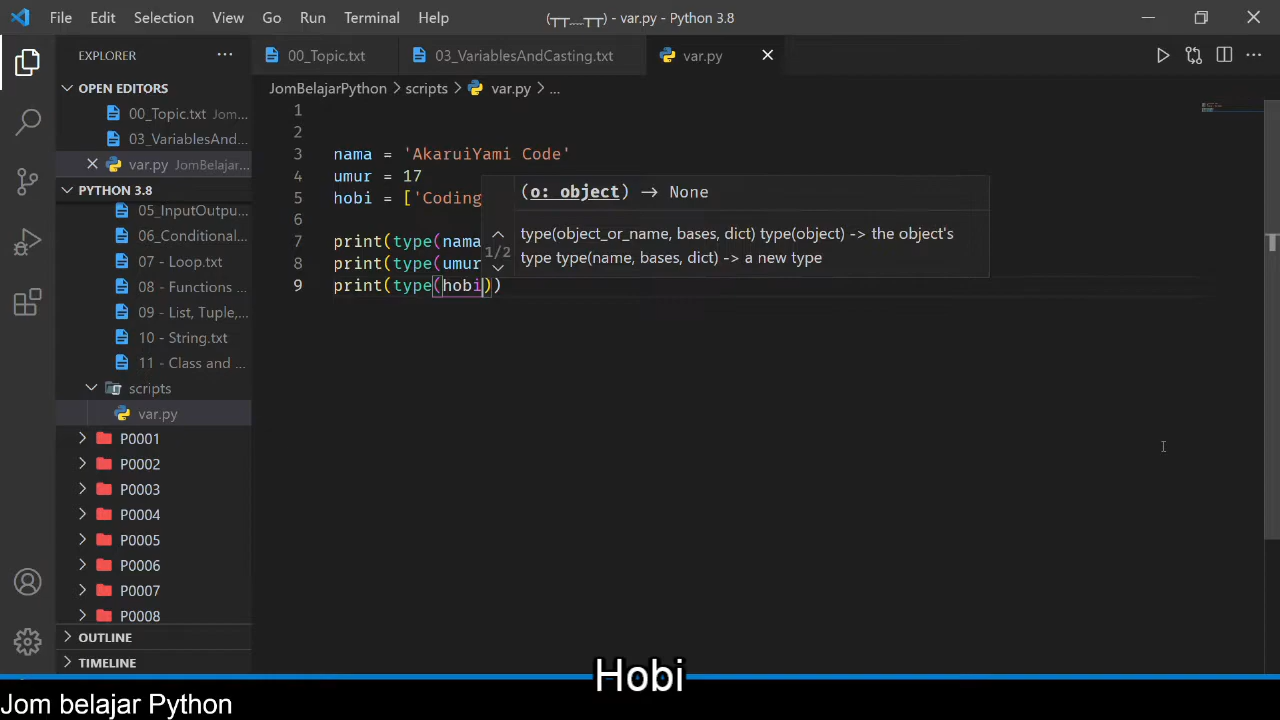 File Edit Selection View Go Run Terminal Help
(┬┬﹏┬┬) - var.py - Python 3.8
EXPLORER
00_Topic.txt
03_VariablesAndCasting.txt
var.py
OPEN EDITORS
00_Topic.txt Jom...
03_VariablesAnd...
var.py JomBelajar...
PYTHON 3.8
05_InputOutpu...
06_Conditional...
07 - Loop.txt
08 - Functions ...
09 - List, Tuple,...
10 - String.txt
11 - Class and ...
scripts
var.py
P0001
P0002
P0003
P0004
P0005
P0006
P0007
P0008
OUTLINE
TIMELINE
JomBelajarPython > scripts > var.py > ...
1
2
3 nama = 'AkaruiYami Code'
4 umur = 17
5 hobi = ['Coding
6
7 print(type(nama
8 print(type(umur
9 print(type(hobi))
(o: object) -> None
1/2
type(object_or_name, bases, dict) type(object) -> the object's
type type(name, bases, dict) -> a new type
Hobi
Jom belajar Python